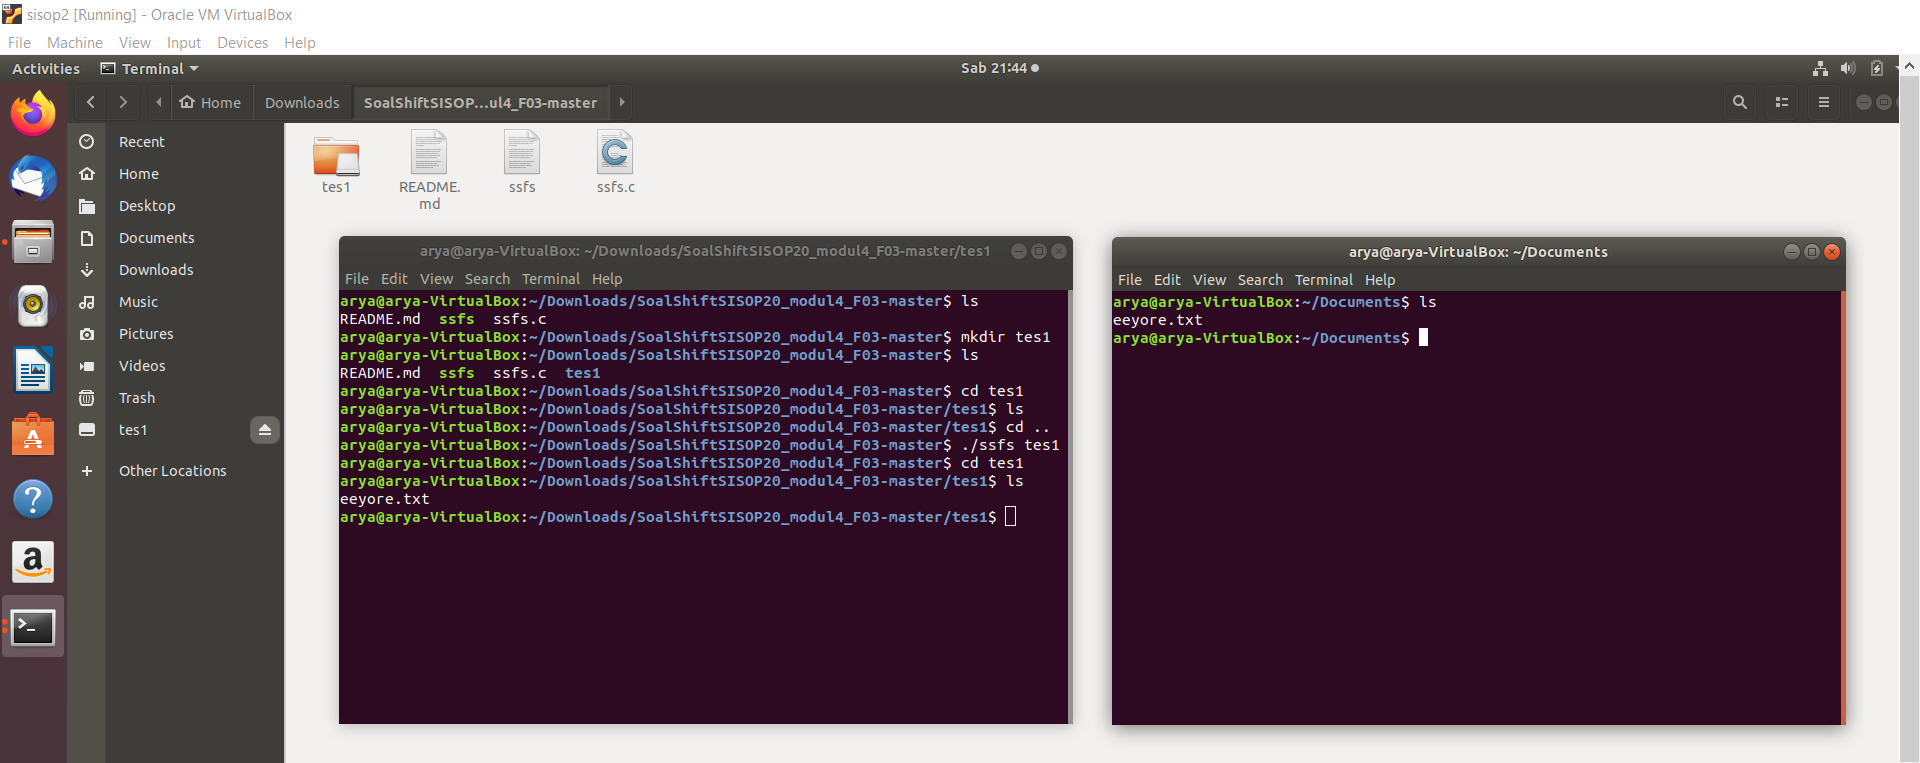 sisop2 [Running] - Oracle VM VirtualBox
File Machine View Input Devices Help
Activities Terminal Sab 21:44
Home Downloads SoalShiftSISOP...ul4_F03-master
Recent
Home
Desktop
Documents
Downloads
Music
Pictures
Videos
Trash
tes1
Other Locations
tes1 README.md ssfs ssfs.c
arya@arya-VirtualBox: ~/Downloads/SoalShiftSISOP20_modul4_F03-master/tes1
File Edit View Search Terminal Help
arya@arya-VirtualBox:~/Downloads/SoalShiftSISOP20_modul4_F03-master$ ls
README.md ssfs ssfs.c
arya@arya-VirtualBox:~/Downloads/SoalShiftSISOP20_modul4_F03-master$ mkdir tes1
arya@arya-VirtualBox:~/Downloads/SoalShiftSISOP20_modul4_F03-master$ ls
README.md ssfs ssfs.c tes1
arya@arya-VirtualBox:~/Downloads/SoalShiftSISOP20_modul4_F03-master$ cd tes1
arya@arya-VirtualBox:~/Downloads/SoalShiftSISOP20_modul4_F03-master/tes1$ ls
arya@arya-VirtualBox:~/Downloads/SoalShiftSISOP20_modul4_F03-master/tes1$ cd ..
arya@arya-VirtualBox:~/Downloads/SoalShiftSISOP20_modul4_F03-master$ ./ssfs tes1
arya@arya-VirtualBox:~/Downloads/SoalShiftSISOP20_modul4_F03-master$ cd tes1
arya@arya-VirtualBox:~/Downloads/SoalShiftSISOP20_modul4_F03-master/tes1$ ls
eeyore.txt
arya@arya-VirtualBox:~/Downloads/SoalShiftSISOP20_modul4_F03-master/tes1$
arya@arya-VirtualBox: ~/Documents
File Edit View Search Terminal Help
arya@arya-VirtualBox:~/Documents$ ls
eeyore.txt
arya@arya-VirtualBox:~/Documents$